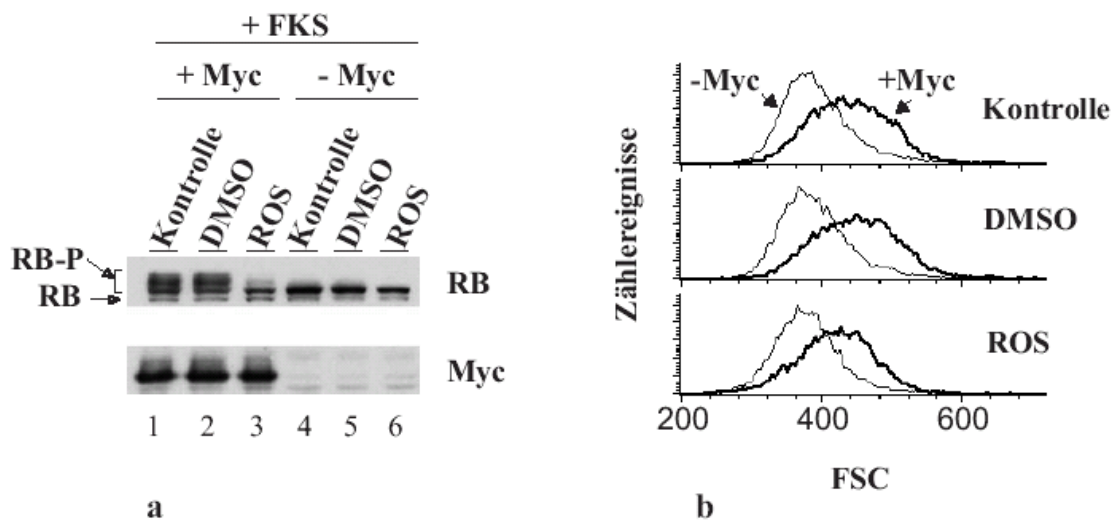 + FKS
+ Myc - Myc
Kontrolle DMSO ROS Kontrolle DMSO ROS
RB-P
RB
RB
Myc
1 2 3 4 5 6
a
-Myc +Myc
Kontrolle
DMSO
ROS
Zählereignisse
200 400 600
FSC
b